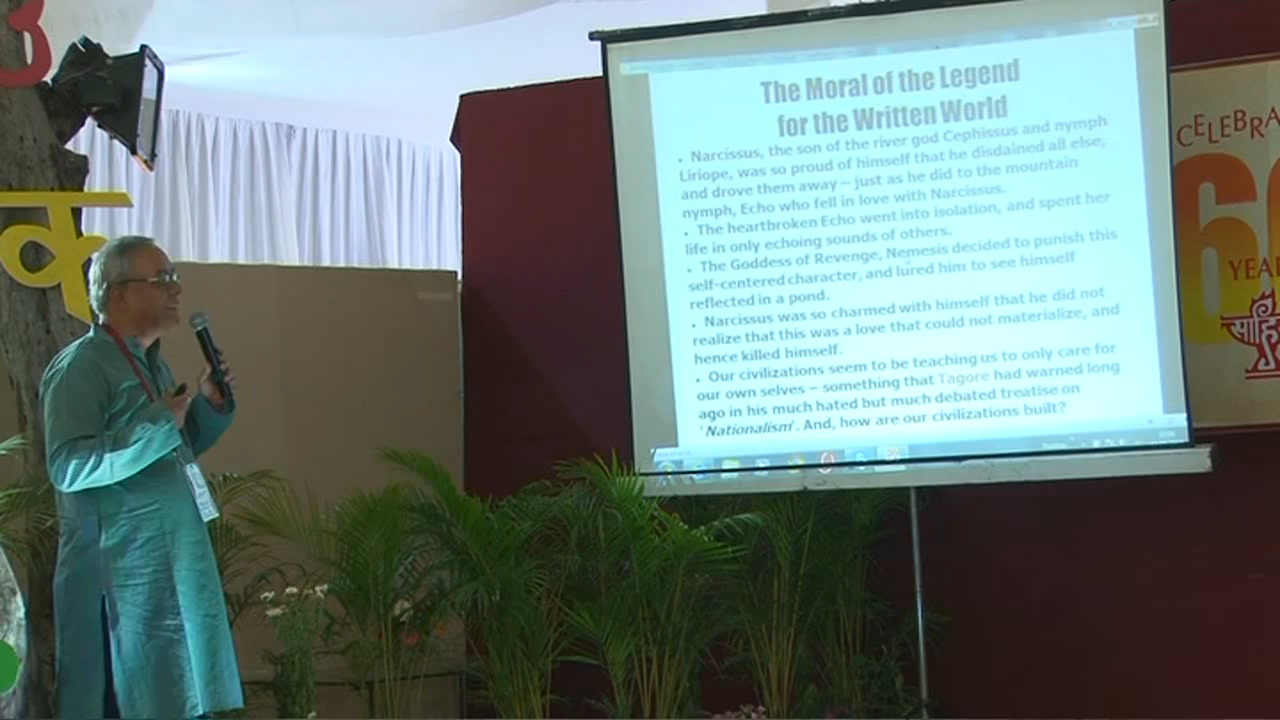 3
क
The Moral of the Legend
for the Written World
• Narcissus, the son of the river god Cephissus and nymph
Liriope, was so proud of himself that he disdained all else,
and drove them away – just as he did to the mountain
nymph, Echo who fell in love with Narcissus.
• The heartbroken Echo went into isolation, and spent her
life in only echoing sounds of others.
• The Goddess of Revenge, Nemesis decided to punish this
self-centered character, and lured him to see himself
reflected in a pond.
• Narcissus was so charmed with himself that he did not
realize that this was a love that could not materialize, and
hence killed himself.
• Our civilizations seem to be teaching us to only care for
our own selves – something that Tagore had warned long
ago in his much hated but much debated treatise on
'Nationalism'. And, how are our civilizations built?
CELEBRA
60
YEA
साहि